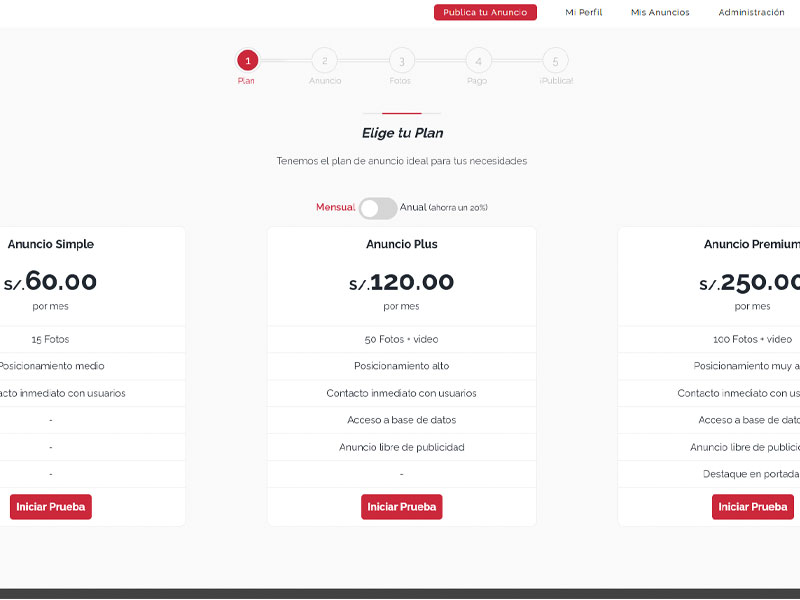 Publica tu Anuncio Mi Perfil Mis Anuncios Administración
1 2 3 4 5
Plan Anuncio Fotos Pago ¡Publica!
Elige tu Plan
Tenemos el plan de anuncio ideal para tus necesidades
Mensual Anual (ahorra un 20%)
Anuncio Simple
S/.60.00
por mes
15 Fotos
Posicionamiento medio
inmediato con usuarios
-
-
-
Iniciar Prueba
Anuncio Plus
S/.120.00
por mes
50 Fotos + video
Posicionamiento alto
Contacto inmediato con usuarios
Acceso a base de datos
Anuncio libre de publicidad
-
Iniciar Prueba
Anuncio Premium
S/.250.00
por mes
100 Fotos + video
Posicionamiento muy
Contacto inmediato con
Acceso a base de
Anuncio libre de
Destaque en portada
Iniciar Prueba